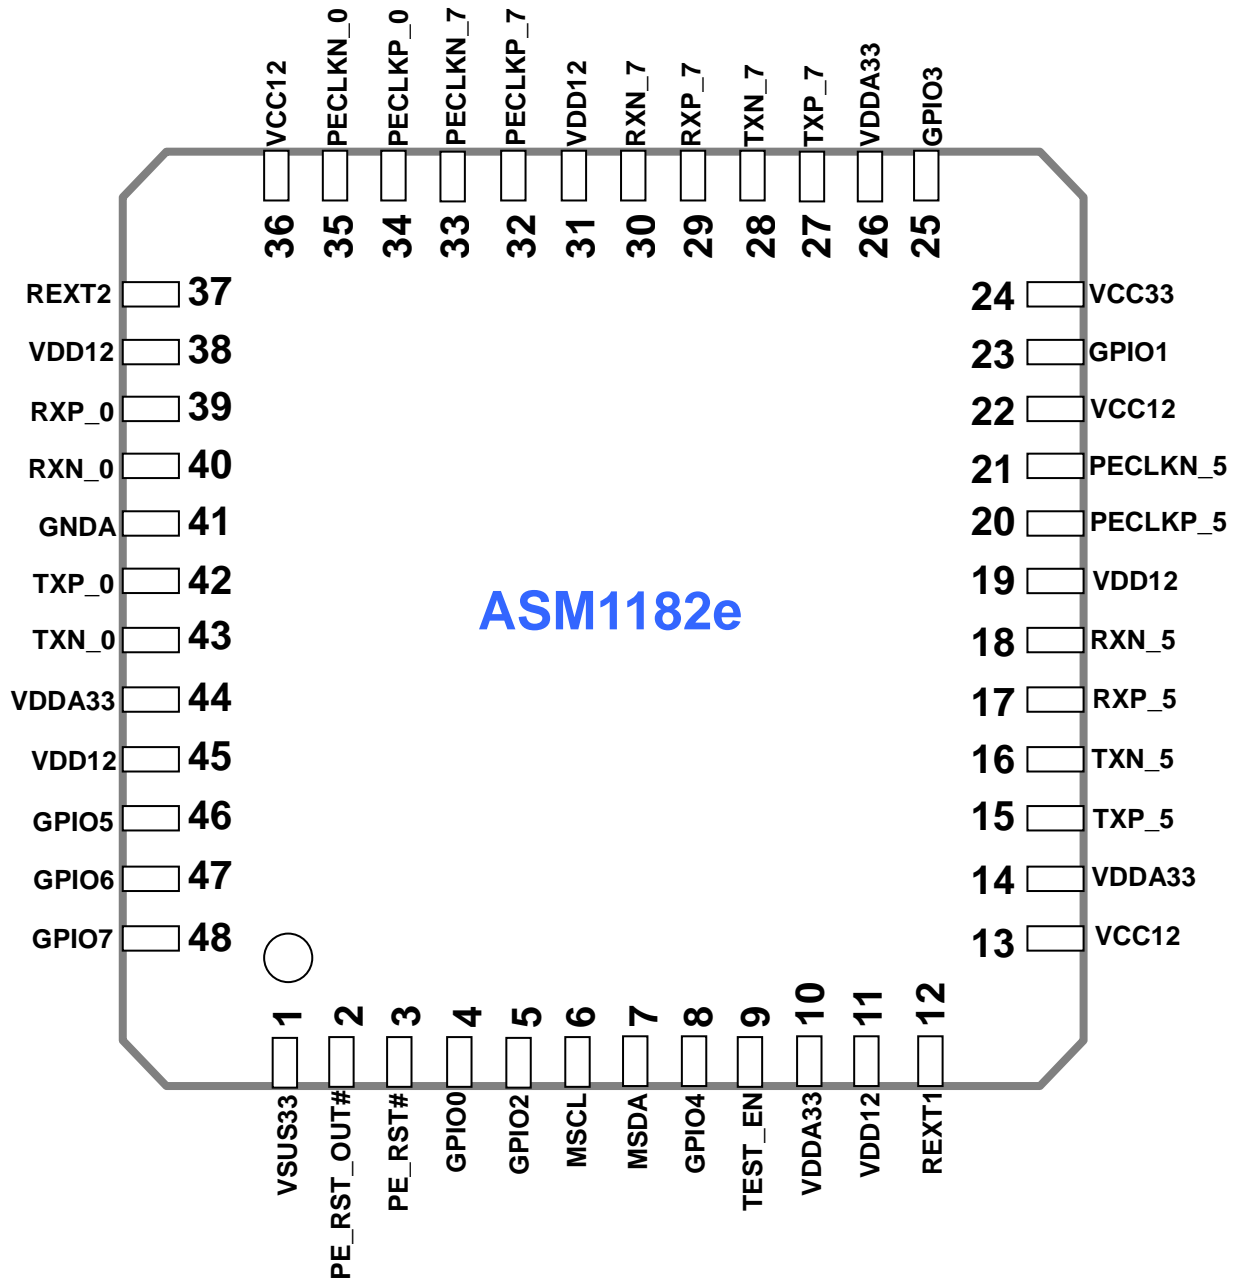 VCC12
PECLKN_0
PECLKP_0
PECLKN_7
PECLKP_7
VDD12
RXN_7
RXP_7
TXN_7
TXP_7
VDDA33
GPIO3
36
35
34
33
32
31
30
29
28
27
26
25
REXT2 37
VDD12 38
RXP_0 39
RXN_0 40
GNDA 41
TXP_0 42
TXN_0 43
VDDA33 44
VDD12 45
GPIO5 46
GPIO6 47
GPIO7 48
ASM1182e
24 VCC33
23 GPIO1
22 VCC12
21 PECLKN_5
20 PECLKP_5
19 VDD12
18 RXN_5
17 RXP_5
16 TXN_5
15 TXP_5
14 VDDA33
13 VCC12
1
2
3
4
5
6
7
8
9
10
11
12
VSUS33
PE_RST_OUT#
PE_RST#
GPIO0
GPIO2
MSCL
MSDA
GPIO4
TEST_EN
VDDA33
VDD12
REXT1